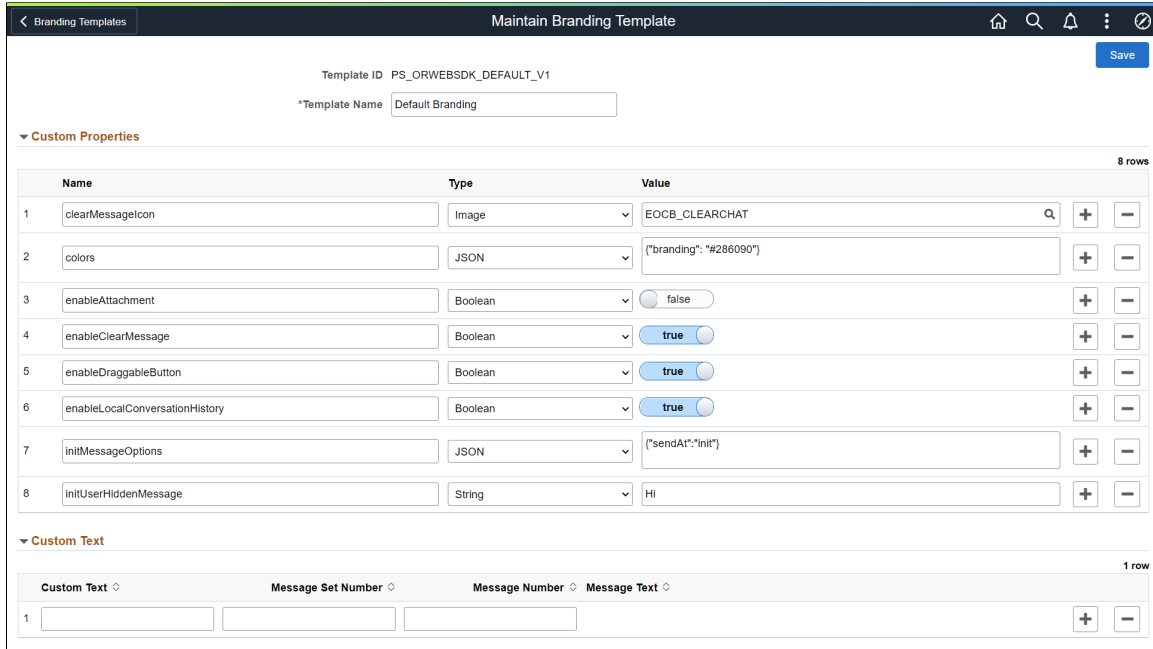 Branding Templates Maintain Branding Template
Save
Template ID PS_ORWEBSDK_DEFAULT_V1
*Template Name Default Branding
Custom Properties
8 rows
Name Type Value
1 clearMessageIcon Image EOCB_CLEARCHAT
2 colors JSON {"branding": "#286090"}
3 enableAttachment Boolean false
4 enableClearMessage Boolean true
5 enableDraggableButton Boolean true
6 enableLocalConversationHistory Boolean true
7 initMessageOptions JSON {"sendAt":"init"}
8 initUserHiddenMessage String Hi
Custom Text
1 row
Custom Text Message Set Number Message Number Message Text
1